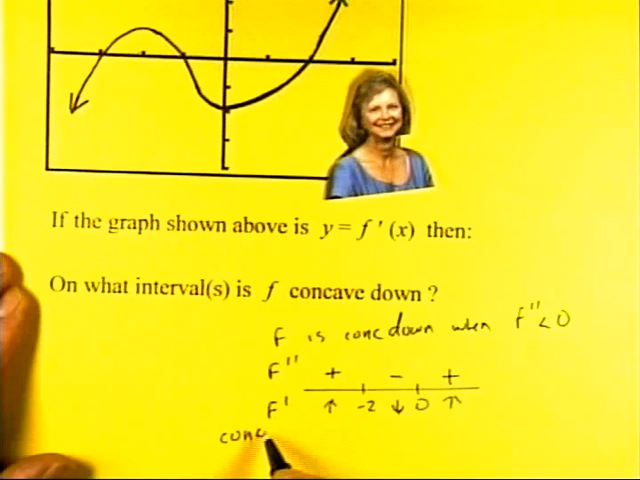 If the graph shown above is y = f ' (x) then:
On what interval(s) is f concave down ?
f is conc down when f" < 0
f" + - +
f' ↑ -2 ↓ 0 ↑
conc